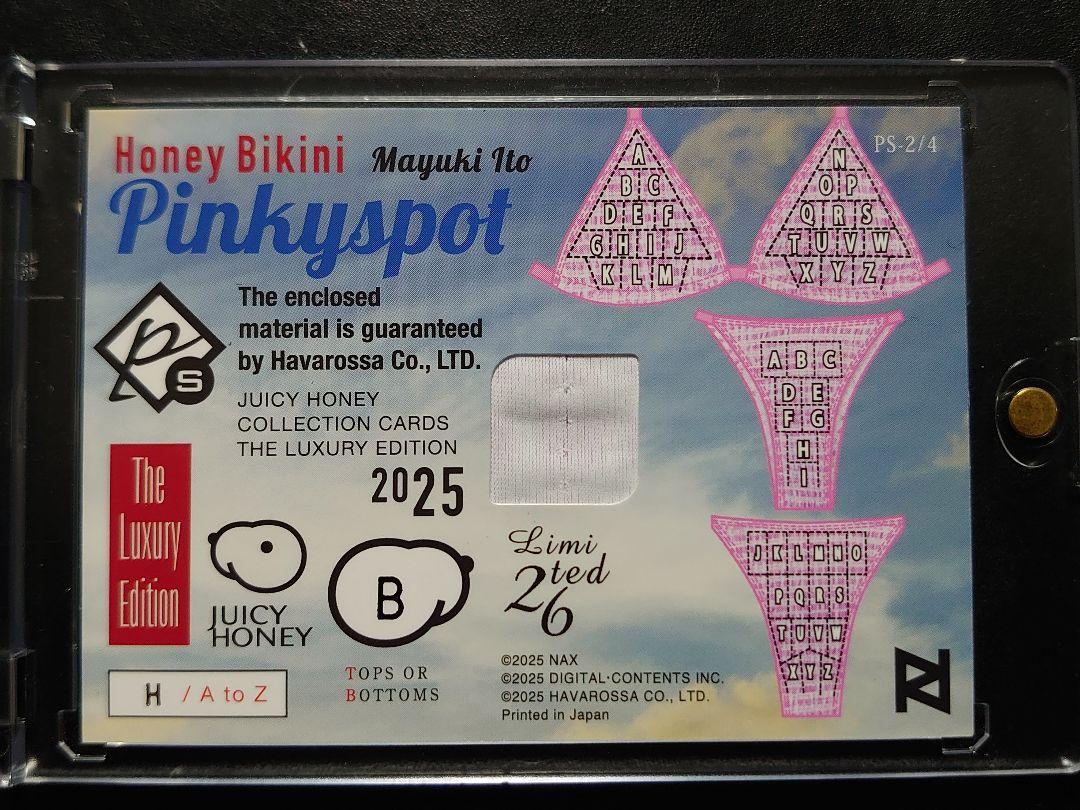 Honey Bikini Mayuki Ito
Pinkyspot
PS-2/4
P
S
The enclosed
material is guaranteed
by Havarossa Co., LTD.
JUICY HONEY
COLLECTION CARDS
THE LUXURY EDITION
2025
The
Luxury
Edition
JUICY
HONEY
B
Limi
ted
26
H / A to Z
TOPS OR
BOTTOMS
©2025 NAX
©2025 DIGITAL·CONTENTS INC.
©2025 HAVAROSSA CO., LTD.
Printed in Japan
A
B C
D E F
G H I J
K L M
N
O P
Q R S
T U V W
X Y Z
A B C
D E
F G
H
I
J K L M N O
P Q R S
T U V W
X Y Z